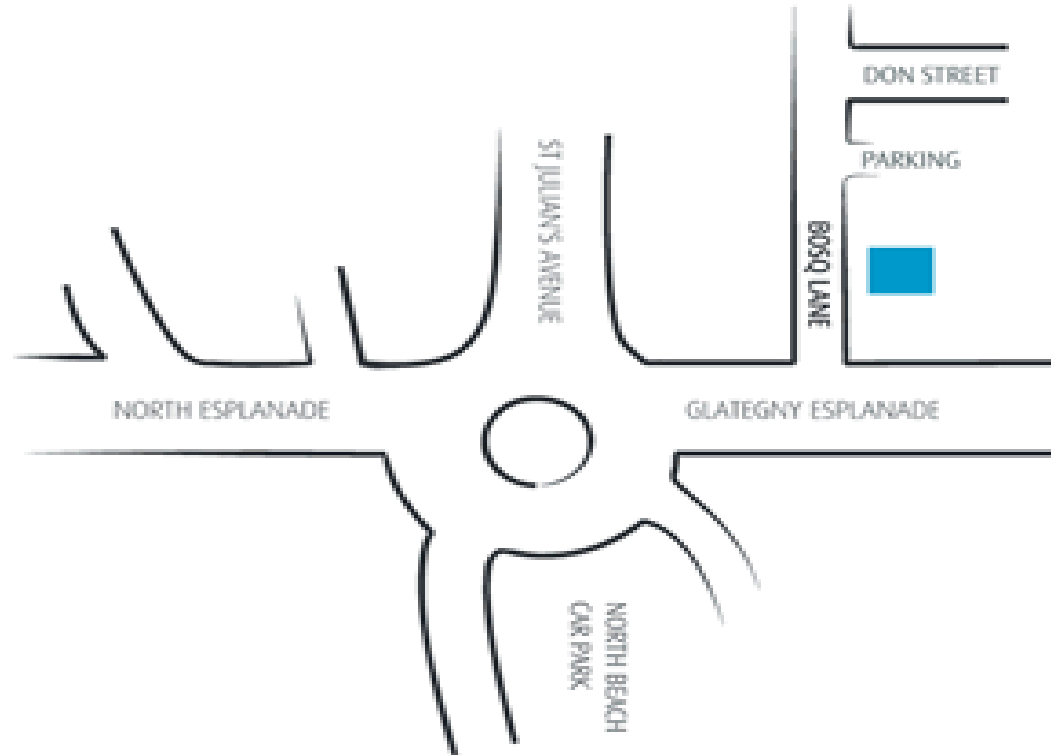 DON STREET
PARKING
ST JULIAN'S AVENUE
BOSQ LANE
NORTH ESPLANADE
GLATEGNY ESPLANADE
NORTH BEACH
CAR PARK